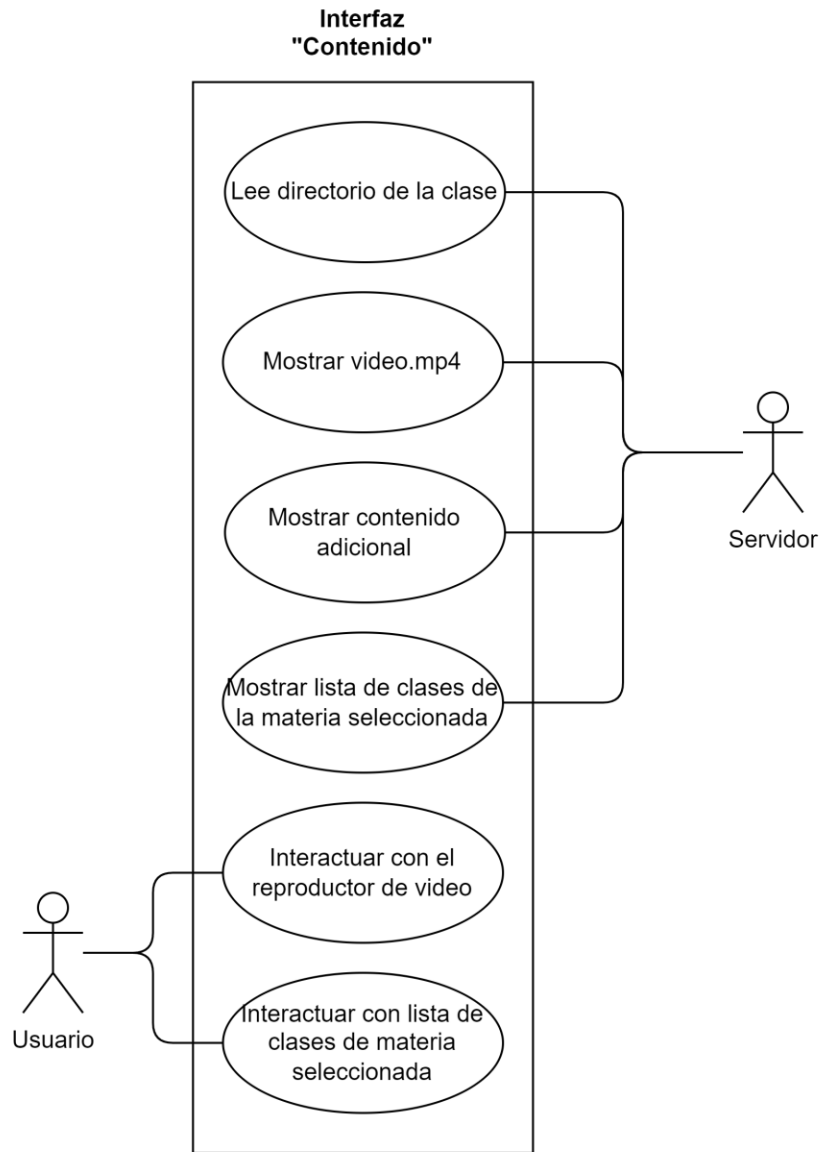 Interfaz
"Contenido"
Lee directorio de la clase
Mostrar video.mp4
Mostrar contenido
adicional
Servidor
Mostrar lista de clases de
la materia seleccionada
Interactuar con el
reproductor de video
Usuario
Interactuar con lista de
clases de materia
seleccionada